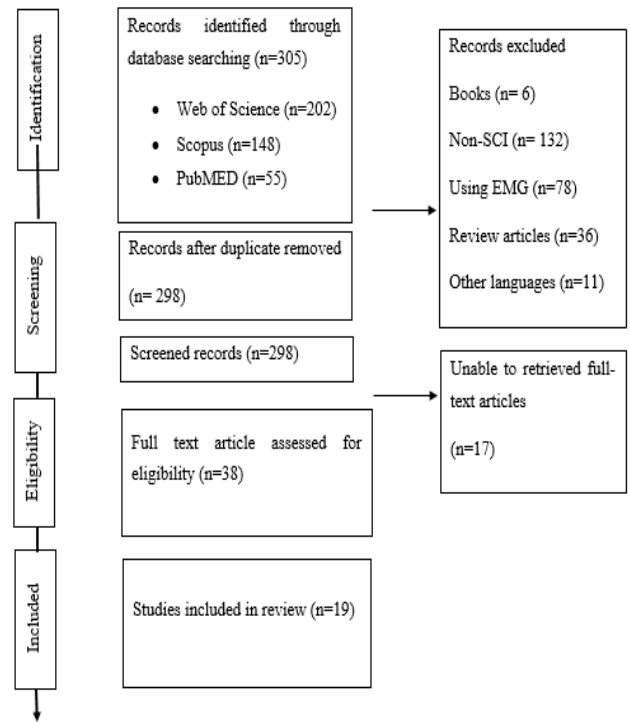 Identification
Records identified through
database searching (n=305)
• Web of Science (n=202)
• Scopus (n=148)
• PubMED (n=55)
Records excluded
Books (n= 6)
Non-SCI (n= 132)
Using EMG (n=78)
Review articles (n=36)
Other languages (n=11)
Screening
Records after duplicate removed
(n= 298)
Screened records (n=298)
Unable to retrieved full-
text articles
(n=17)
Eligibility
Full text article assessed for
eligibility (n=38)
Included
Studies included in review (n=19)